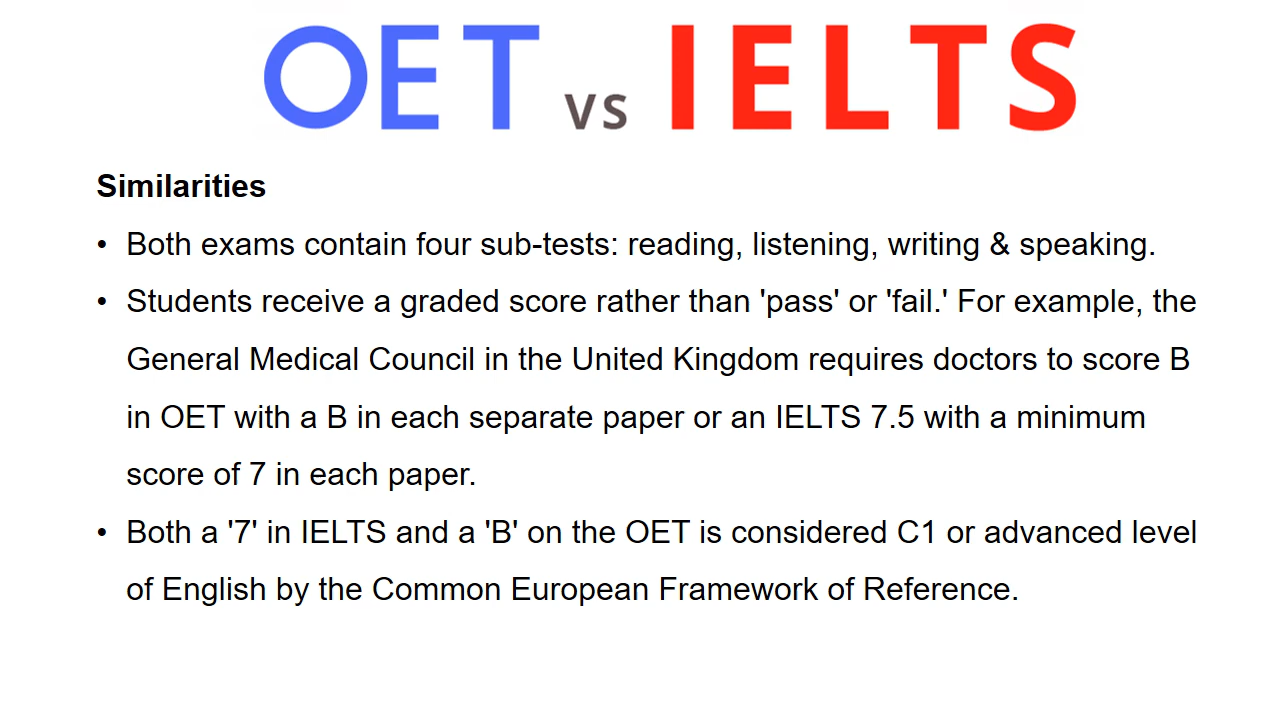 OET vs IELTS
Similarities
• Both exams contain four sub-tests: reading, listening, writing & speaking.
• Students receive a graded score rather than 'pass' or 'fail.' For example, the
General Medical Council in the United Kingdom requires doctors to score B
in OET with a B in each separate paper or an IELTS 7.5 with a minimum
score of 7 in each paper.
• Both a '7' in IELTS and a 'B' on the OET is considered C1 or advanced level
of English by the Common European Framework of Reference.